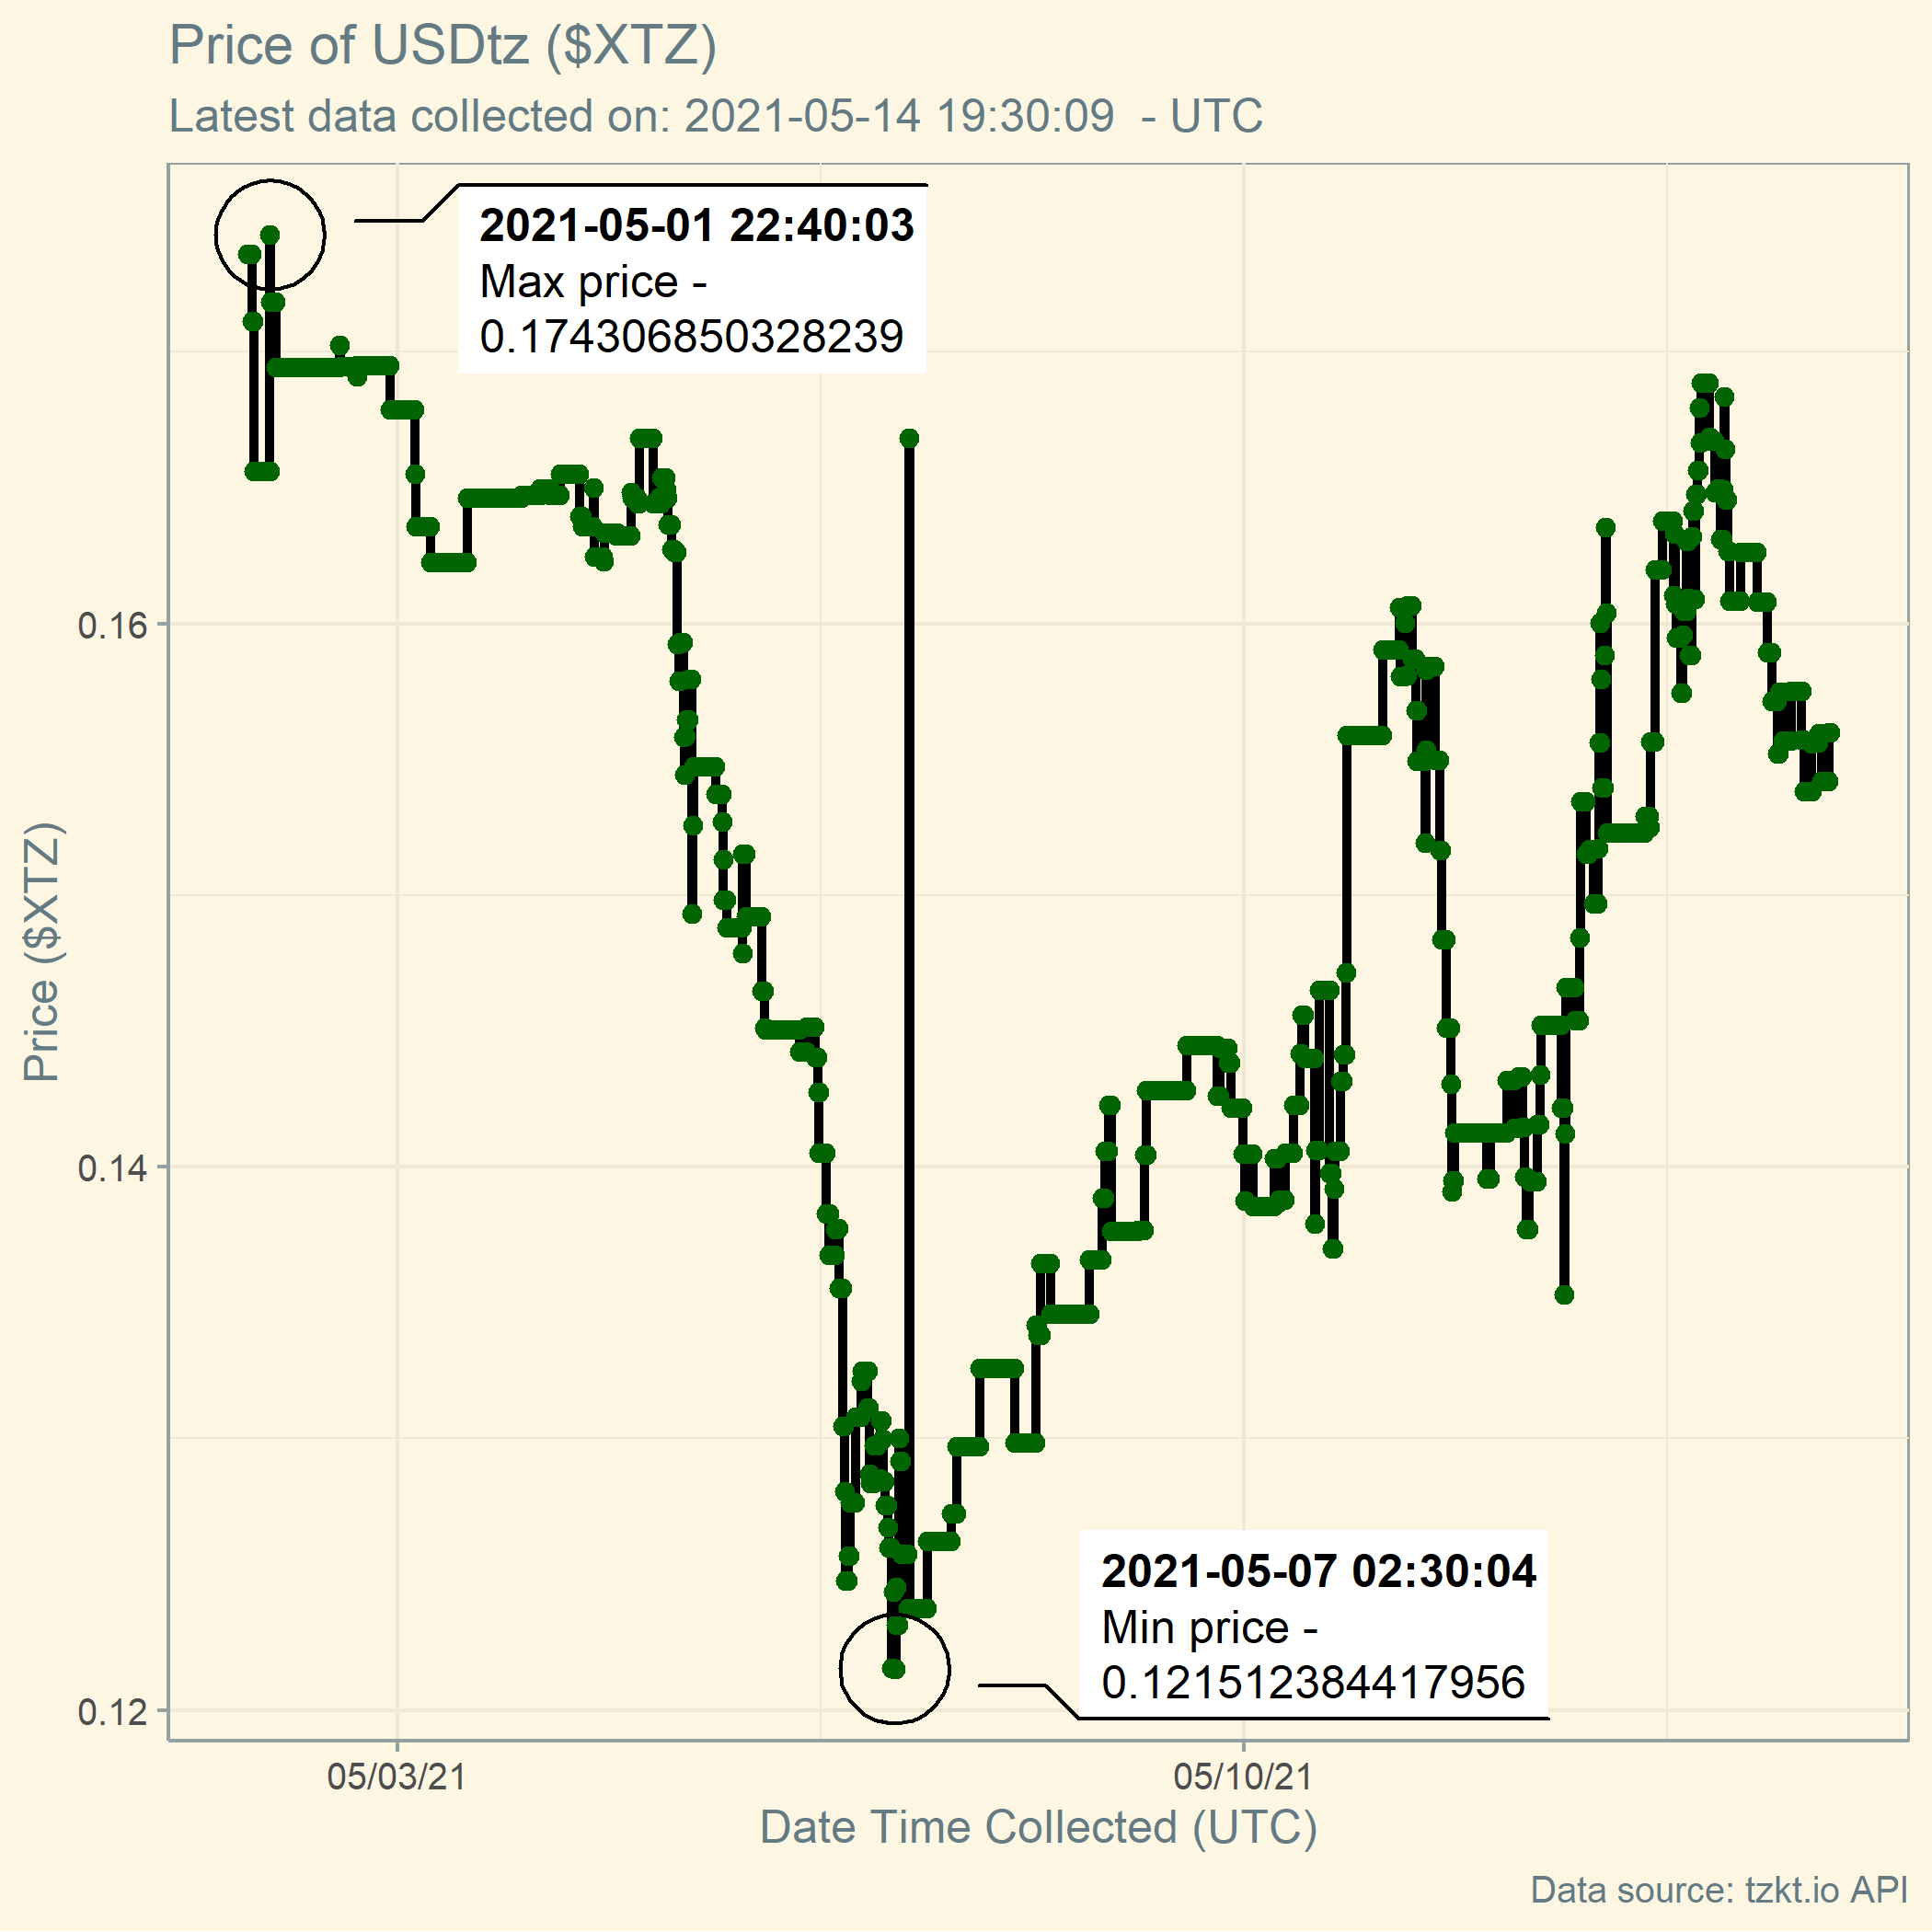 Price of USDtz ($XTZ)
Latest data collected on: 2021-05-14 19:30:09  - UTC
2021-05-01 22:40:03
Max price -
0.174306850328239
0.16
0.14
0.12
Price ($XTZ)
2021-05-07 02:30:04
Min price -
0.121512384417956
05/03/21
05/10/21
Date Time Collected (UTC)
Data source: tzkt.io API